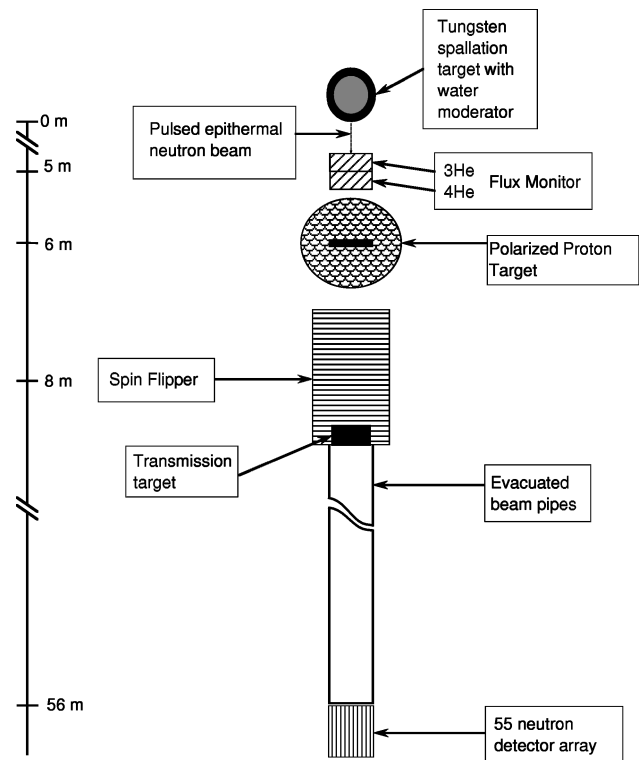 Tungsten
spallation
target with
water
moderator
0 m
Pulsed epithermal
neutron beam
5 m
3He
4He
Flux Monitor
6 m
Polarized Proton
Target
8 m
Spin Flipper
Transmission
target
Evacuated
beam pipes
56 m
55 neutron
detector array